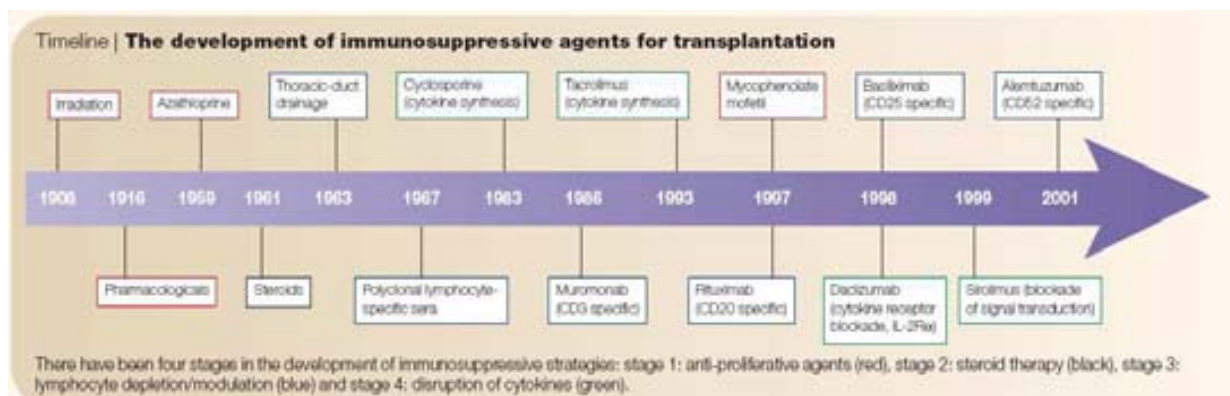 Timeline | The development of immunosuppressive agents for transplantation
Irradiation
Azathioprine
Thoracic-duct
drainage
Cyclosporine
(cytokine synthesis)
Tacrolimus
(cytokine synthesis)
Mycophenolate
mofetil
Basiliximab
(CD25 specific)
Alemtuzumab
(CD52 specific)
1908 1916 1959 1961 1963 1967 1983 1986 1993 1997 1998 1999 2001
Pharmacologicals
Steroids
Polyclonal lymphocyte-
specific sera
Muromonab
(CD3 specific)
Rituximab
(CD20 specific)
Daclizumab
(cytokine receptor
blockade, IL-2Rα)
Sirolimus (blockade
of signal transduction)
There have been four stages in the development of immunosuppressive strategies: stage 1: anti-proliferative agents (red), stage 2: steroid therapy (black), stage 3:
lymphocyte depletion/modulation (blue) and stage 4: disruption of cytokines (green).